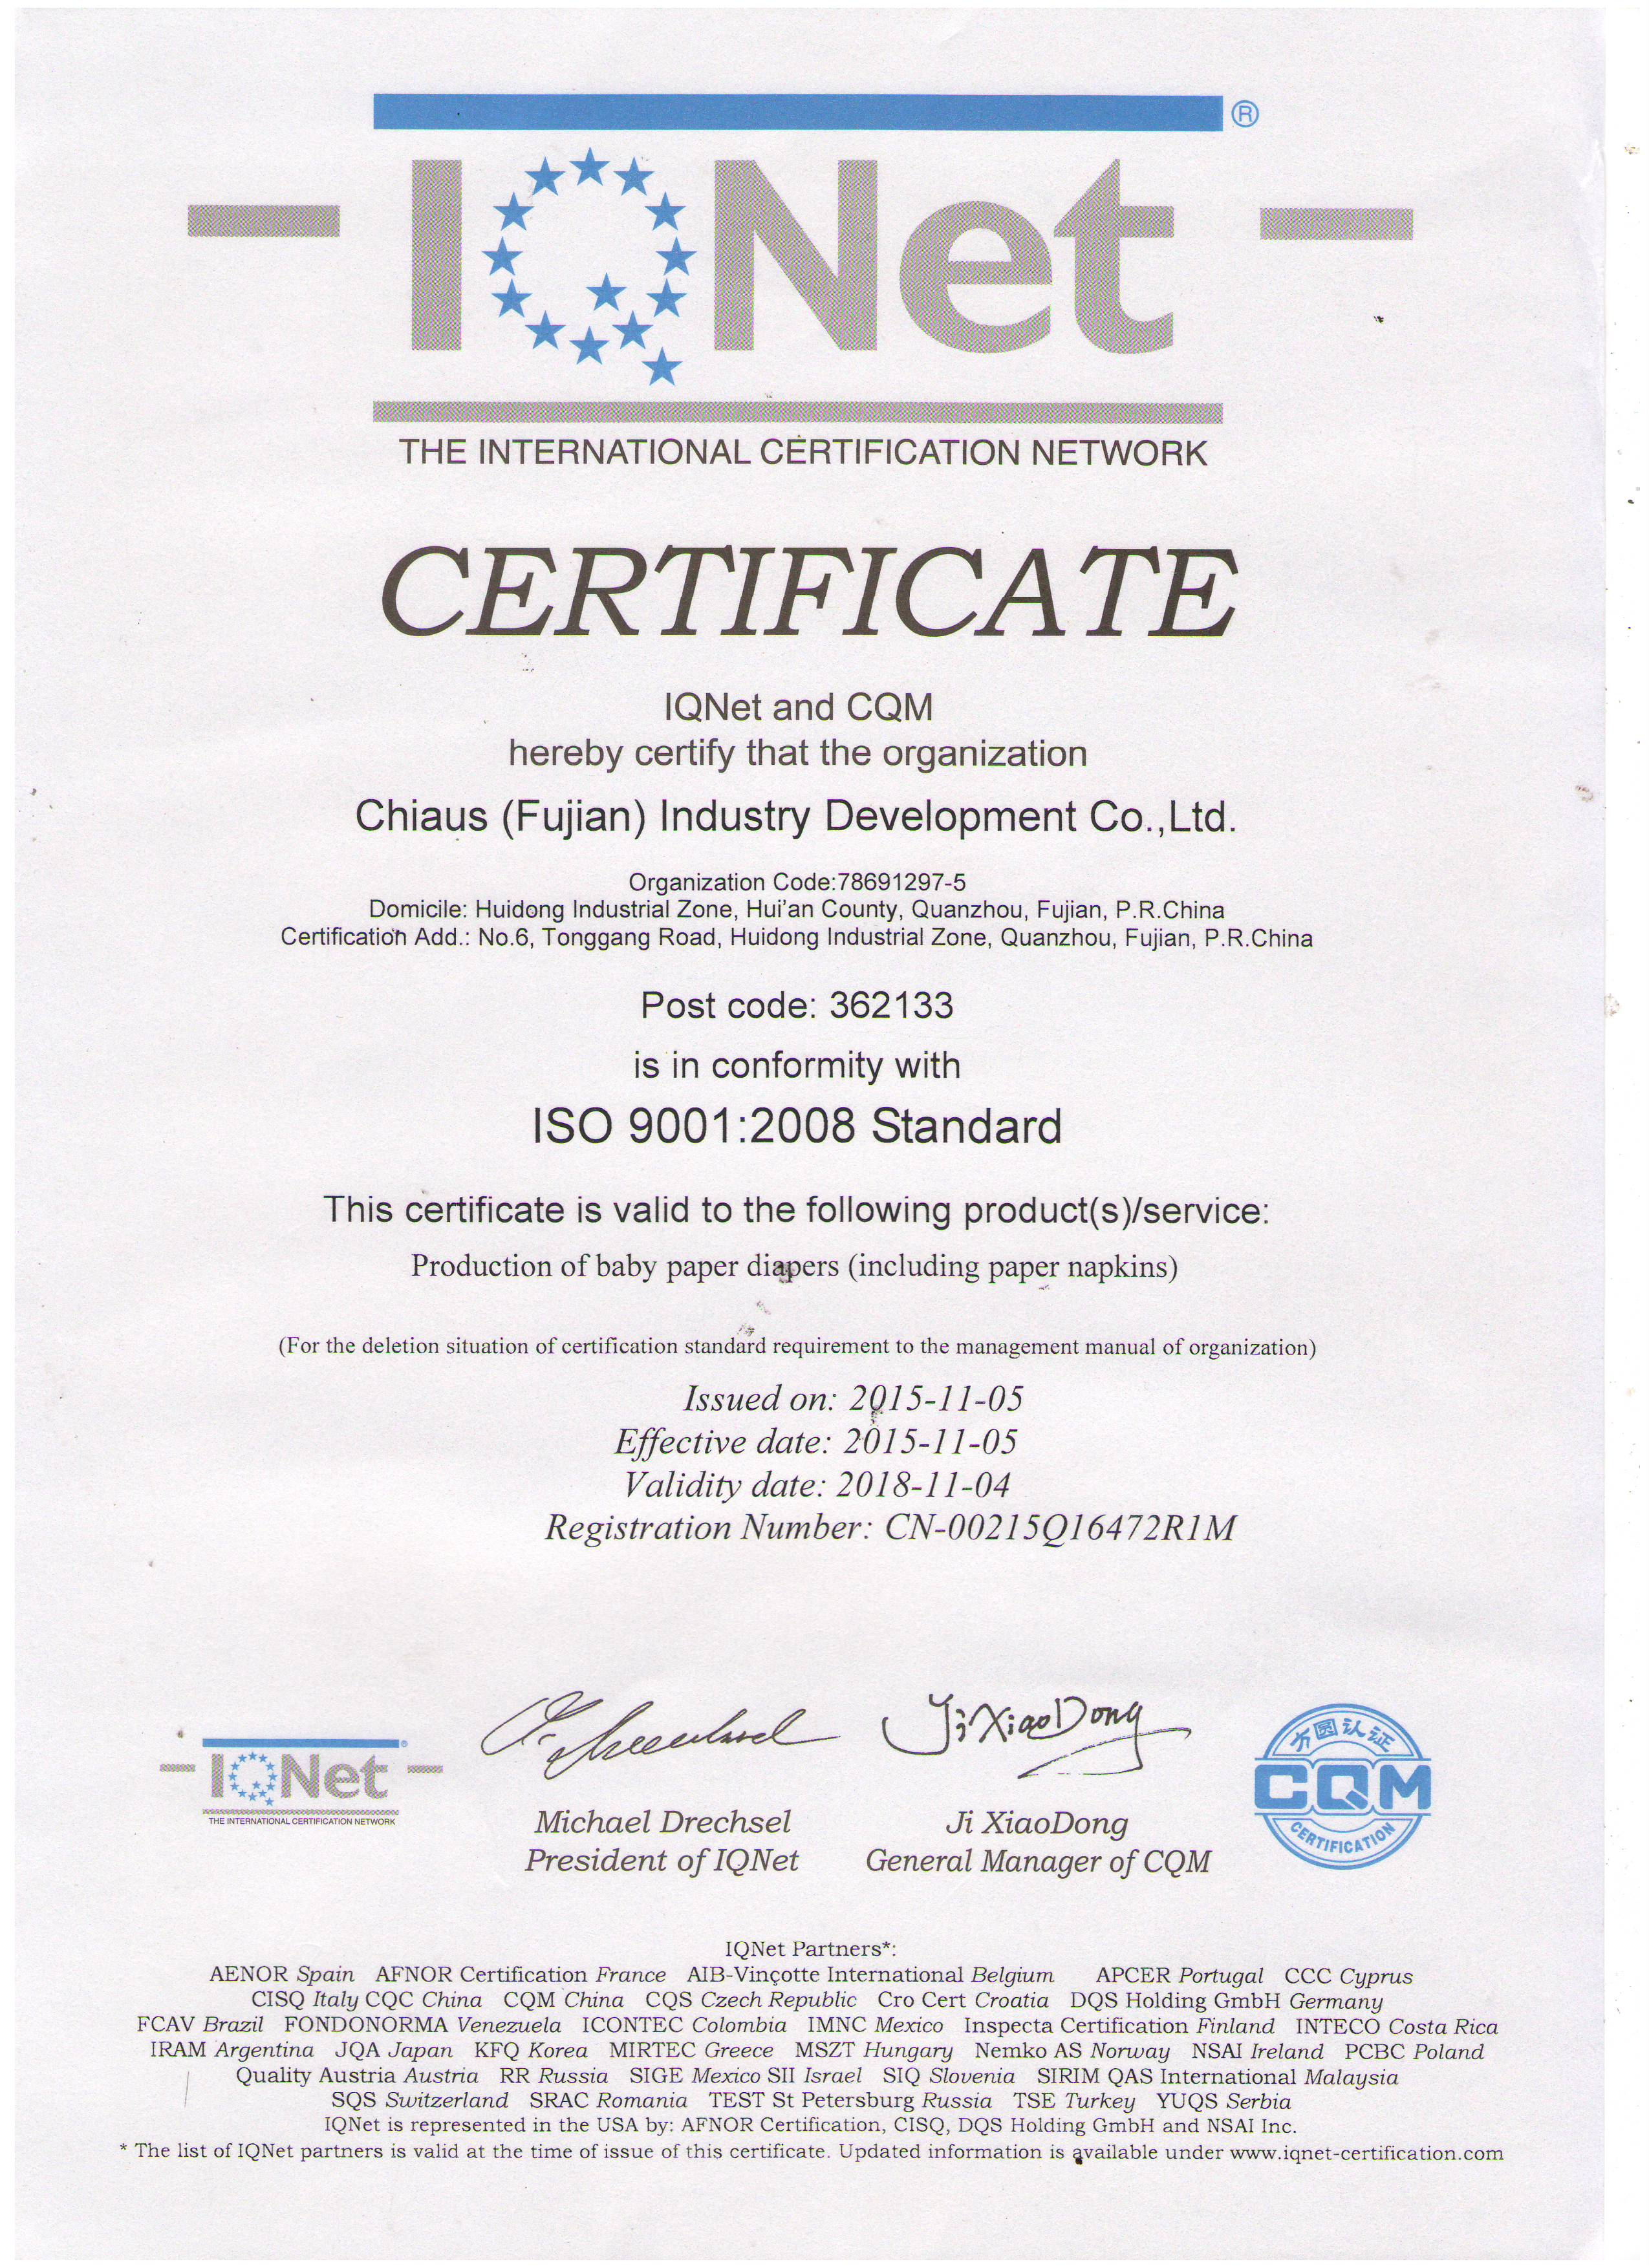 IQNet®
THE INTERNATIONAL CERTIFICATION NETWORK
CERTIFICATE
IQNet and CQM
hereby certify that the organization
Chiaus (Fujian) Industry Development Co.,Ltd.
Organization Code:78691297-5
Domicile: Huidong Industrial Zone, Hui'an County, Quanzhou, Fujian, P.R.China
Certification Add.: No.6, Tonggang Road, Huidong Industrial Zone, Quanzhou, Fujian, P.R.China
Post code: 362133
is in conformity with
ISO 9001:2008 Standard
This certificate is valid to the following product(s)/service:
Production of baby paper diapers (including paper napkins)
(For the deletion situation of certification standard requirement to the management manual of organization)
Issued on: 2015-11-05
Effective date: 2015-11-05
Validity date: 2018-11-04
Registration Number: CN-00215Q16472R1M
Ji XiaoDong
方圆认证
IQNet®
CQM
THE INTERNATIONAL CERTIFICATION NETWORK
CERTIFICATION
Michael Drechsel
President of IQNet
Ji XiaoDong
General Manager of CQM
IQNet Partners*:
AENOR Spain AFNOR Certification France AIB-Vinçotte International Belgium APCER Portugal CCC Cyprus
CISQ Italy CQC China CQM China CQS Czech Republic Cro Cert Croatia DQS Holding GmbH Germany
FCAV Brazil FONDONORMA Venezuela ICONTEC Colombia IMNC Mexico Inspecta Certification Finland INTECO Costa Rica
IRAM Argentina JQA Japan KFQ Korea MIRTEC Greece MSZT Hungary Nemko AS Norway NSAI Ireland PCBC Poland
Quality Austria Austria RR Russia SIGE Mexico SII Israel SIQ Slovenia SIRIM QAS International Malaysia
SQS Switzerland SRAC Romania TEST St Petersburg Russia TSE Turkey YUQS Serbia
IQNet is represented in the USA by: AFNOR Certification, CISQ, DQS Holding GmbH and NSAI Inc.
* The list of IQNet partners is valid at the time of issue of this certificate. Updated information is available under www.iqnet-certification.com